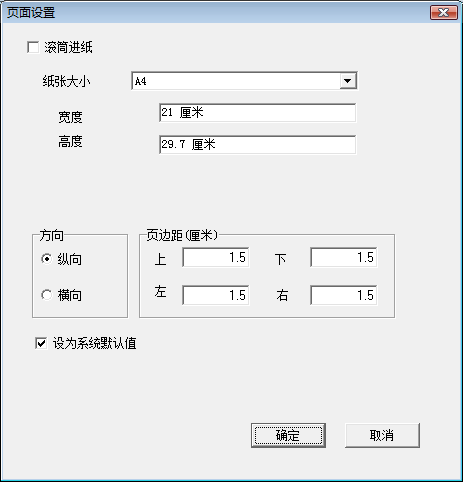 页面设置
滚筒进纸
纸张大小 A4
宽度 21 厘米
高度 29.7 厘米
方向 页边距(厘米)
纵向 上 1.5 下 1.5
横向 左 1.5 右 1.5
设为系统默认值
确定 取消